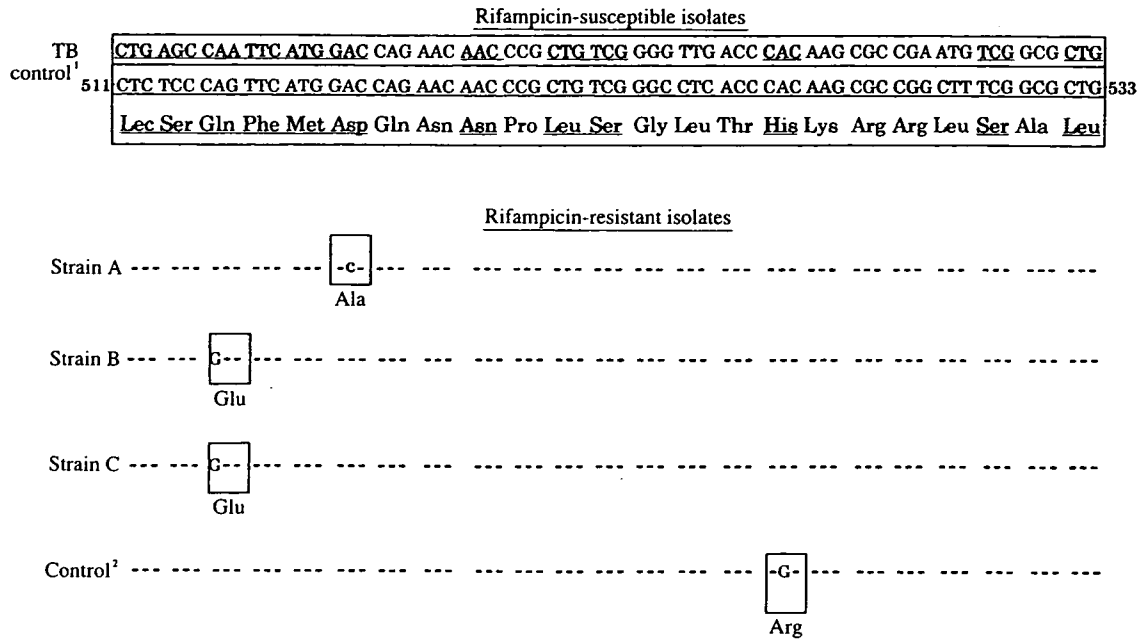 Rifampicin-susceptible isolates
TB CTG AGC CAA TTC ATG GAC CAG AAC AAC CCG CTG TCG GGG TTG ACC CAC AAG CGC CGA ATG TCG GCG CTG
control¹
511 CTC TCC CAG TTC ATG GAC CAG AAC AAC CCG CTG TCG GGC CTC ACC CAC AAG CGC CGG CTT TCG GCG CTG 533
Lec Ser Gln Phe Met Asp Gln Asn Asn Pro Leu Ser Gly Leu Thr His Lys Arg Arg Leu Ser Ala Leu
Rifampicin-resistant isolates
Strain A --- --- --- --- --- -c- --- --- --- --- --- --- --- --- --- --- --- --- --- --- --- --- ---
Ala
Strain B --- --- G-- --- --- --- --- --- --- --- --- --- --- --- --- --- --- --- --- --- --- --- ---
Glu
Strain C --- --- G-- --- --- --- --- --- --- --- --- --- --- --- --- --- --- --- --- --- --- --- ---
Glu
Control² --- --- --- --- --- --- --- --- --- --- --- --- --- --- --- -G- --- --- --- --- --- --- ---
Arg